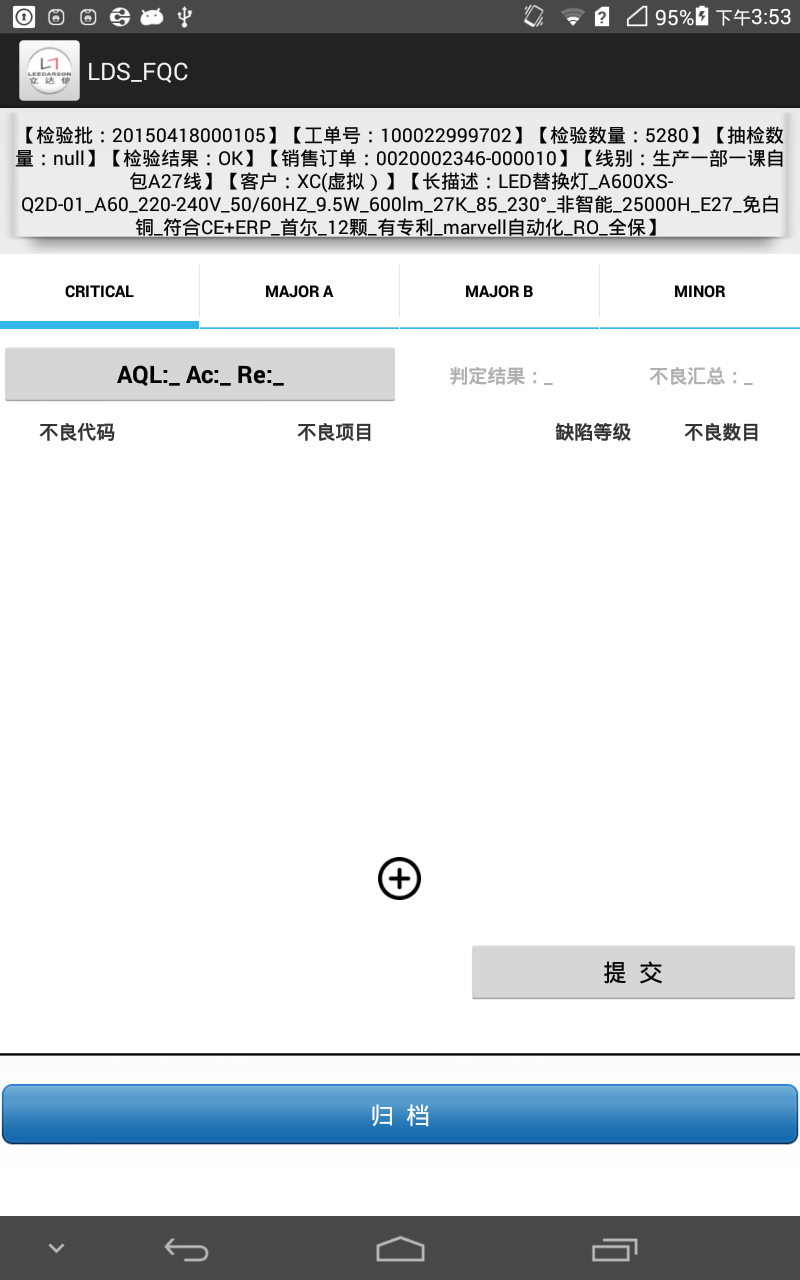 95% 下午3:53
LEEDARSON
立达信
LDS_FQC
【检验批：20150418000105】【工单号：100022999702】【检验数量：5280】【抽检数
量：null】【检验结果：OK】【销售订单：0020002346-000010】【线别：生产一部一课自
包A27线】【客户：XC(虚拟）】【长描述：LED替换灯_A600XS-
Q2D-01_A60_220-240V_50/60HZ_9.5W_600lm_27K_85_230°_非智能_25000H_E27_免白
铜_符合CE+ERP_首尔_12颗_有专利_marvell自动化_RO_全保】
CRITICAL MAJOR A MAJOR B MINOR
AQL:_ Ac:_ Re:_ 判定结果：_ 不良汇总：_
不良代码 不良项目 缺陷等级 不良数目
提 交
归 档